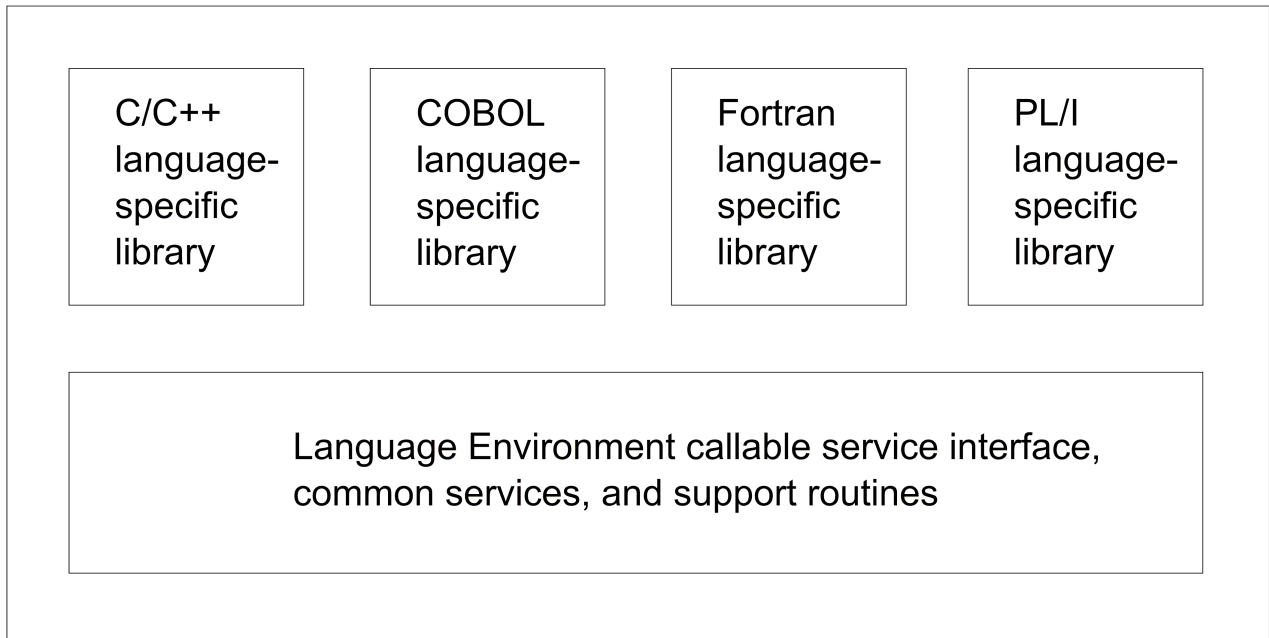 C/C++
language-
specific
library
COBOL
language-
specific
library
Fortran
language-
specific
library
PL/I
language-
specific
library
Language Environment callable service interface,
common services, and support routines